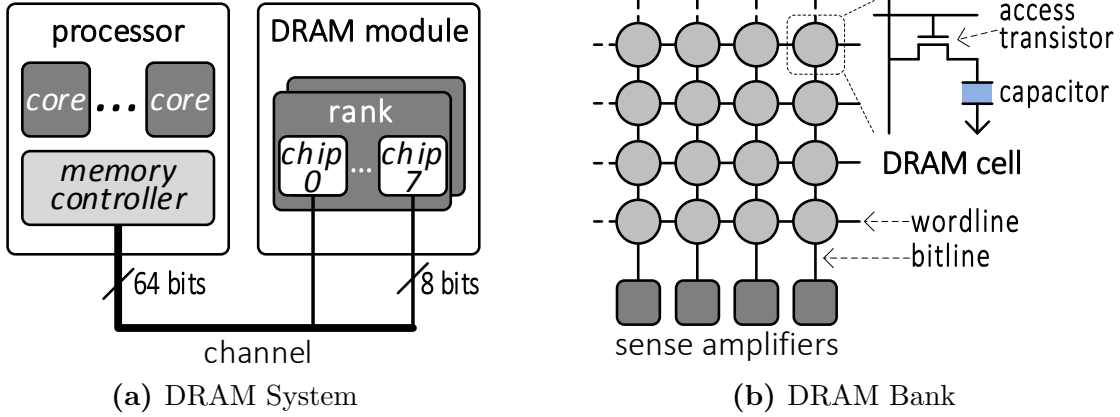 processor
core ... core
memory
controller
64 bits
DRAM module
rank
chip
0
...
chip
7
8 bits
channel
(a) DRAM System
access
transistor
capacitor
DRAM cell
wordline
bitline
sense amplifiers
(b) DRAM Bank